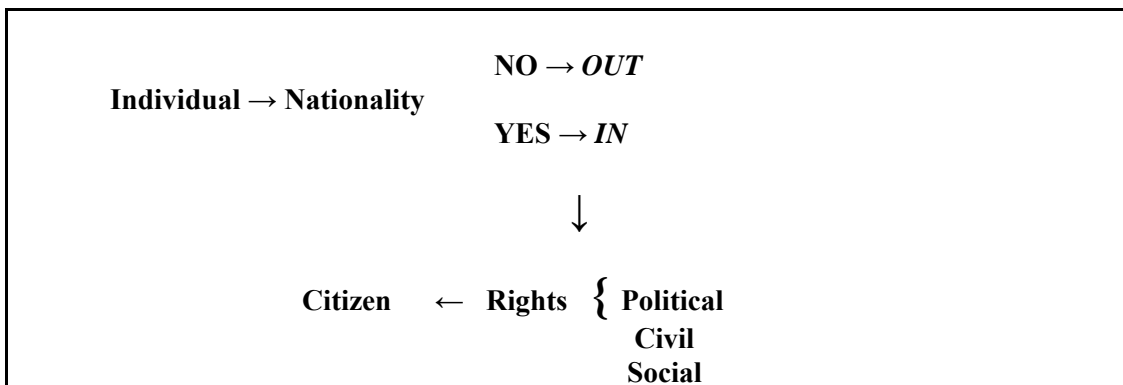 NO → OUT
Individual → Nationality
YES → IN
↓
Citizen ← Rights { Political
Civil
Social